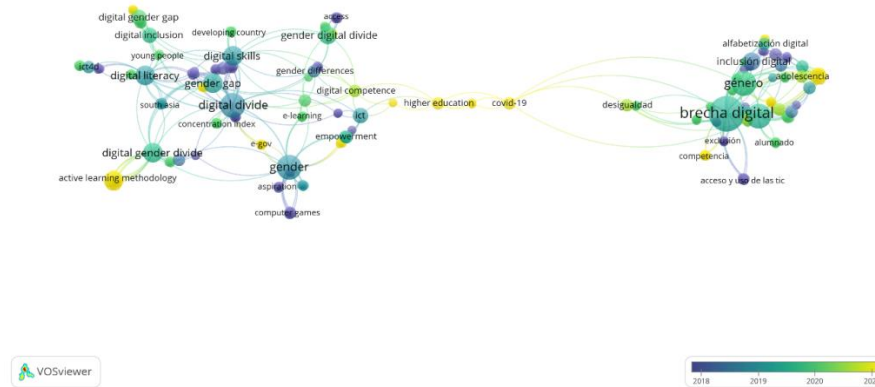 digital gender gap
digital inclusion
developing country
access
gender digital divide
young people
digital skills
ict4d
digital literacy
gender gap
gender differences
digital competence
south asia
digital divide
higher education
covid-19
concentration index
e-learning
ict
empowerment
e-gov
digital gender divide
active learning methodology
gender
aspiration
computer games
alfabetización digital
inclusión digital
adolescencia
género
desigualdad
brecha digital
exclusión
alumnado
competencia
acceso y uso de las tic
VOSviewer
2018 2019 2020